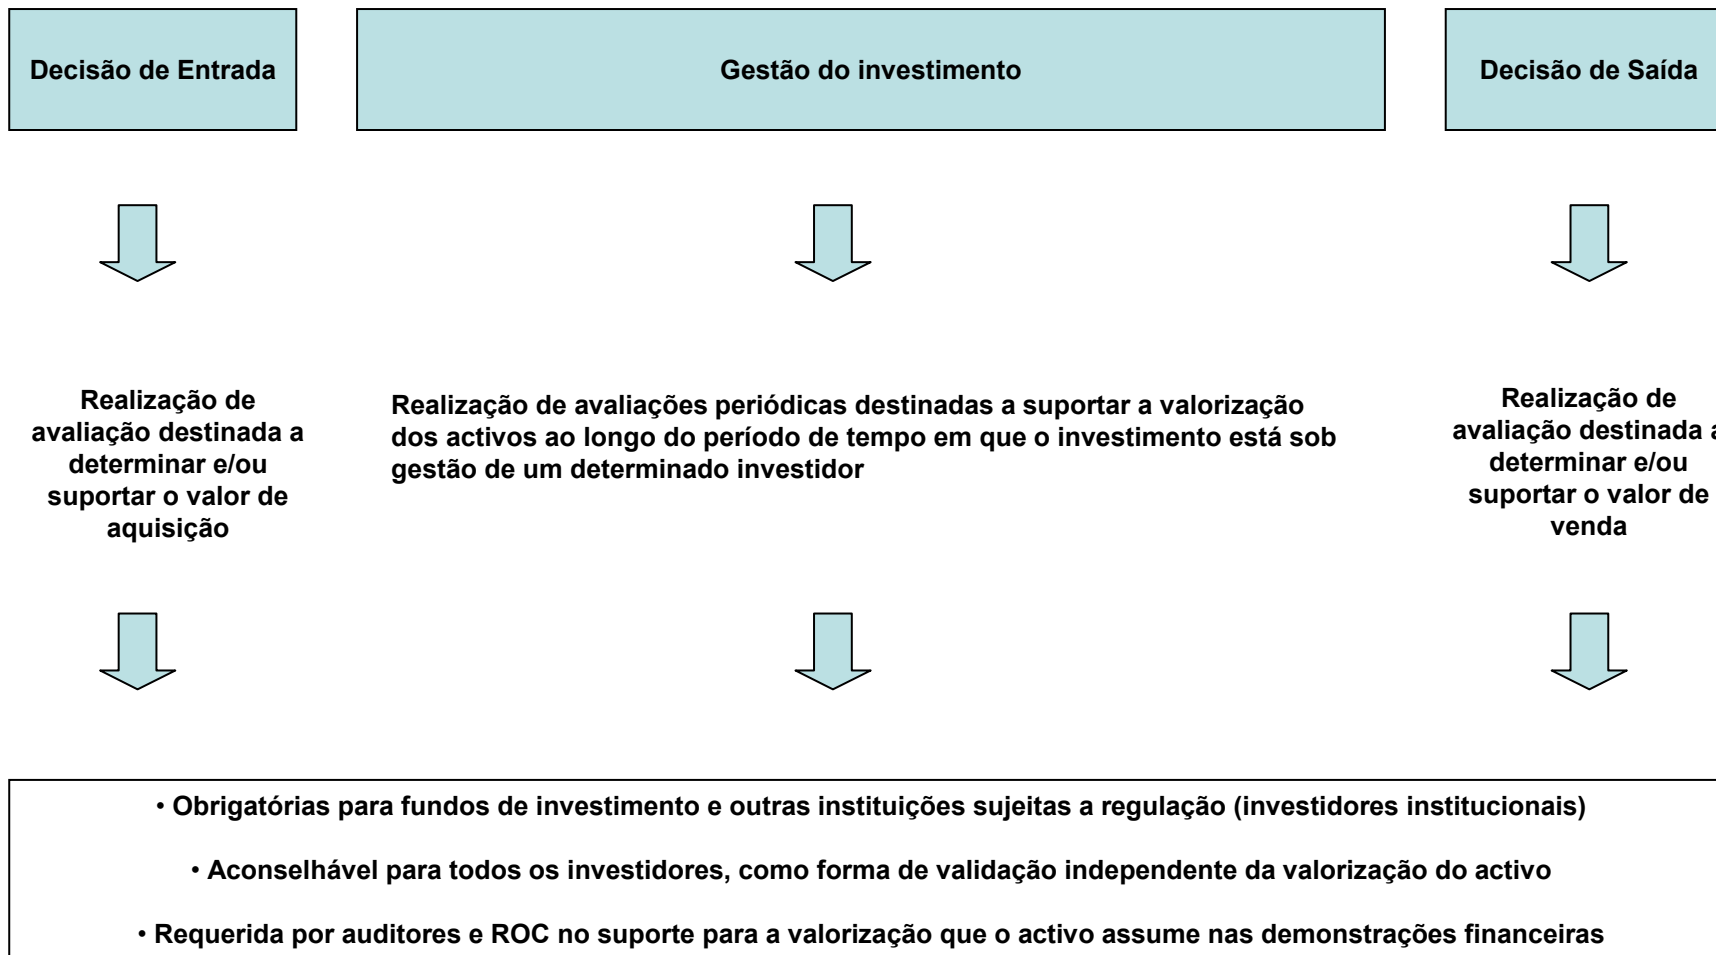 Decisão de Entrada
Gestão do investimento
Decisão de Saída
Realização de
avaliação destinada a
determinar e/ou
suportar o valor de
aquisição
Realização de avaliações periódicas destinadas a suportar a valorização
dos activos ao longo do período de tempo em que o investimento está sob
gestão de um determinado investidor
Realização de
avaliação destinada a
determinar e/ou
suportar o valor de
venda
• Obrigatórias para fundos de investimento e outras instituições sujeitas a regulação (investidores institucionais)
• Aconselhável para todos os investidores, como forma de validação independente da valorização do activo
• Requerida por auditores e ROC no suporte para a valorização que o activo assume nas demonstrações financeiras